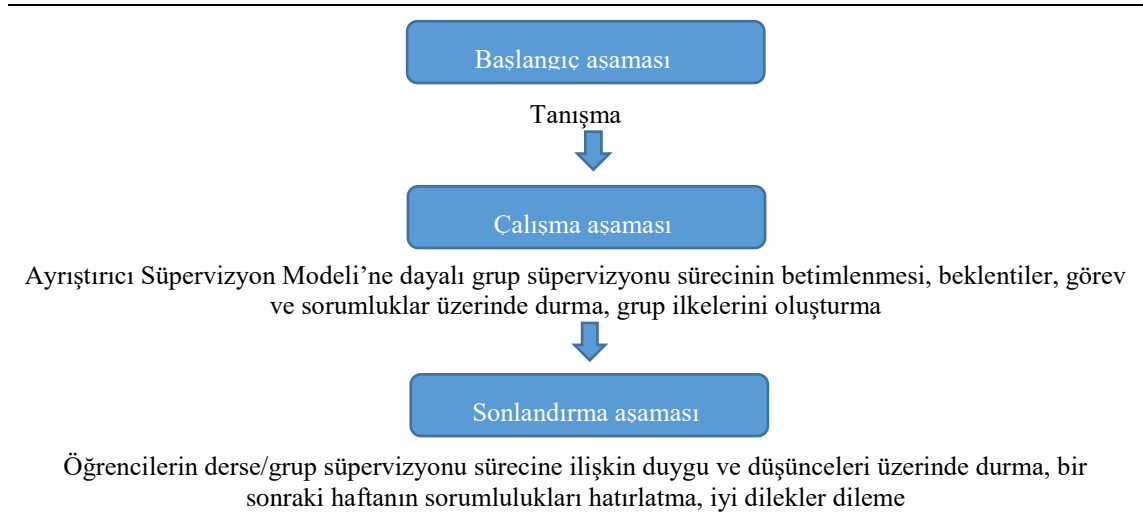 Başlangıç aşaması
Tanışma
Çalışma aşaması
Ayrıştırıcı Süpervizyon Modeli’ne dayalı grup süpervizyonu sürecinin betimlenmesi, beklentiler, görev
ve sorumluklar üzerinde durma, grup ilkelerini oluşturma
Sonlandırma aşaması
Öğrencilerin derse/grup süpervizyonu sürecine ilişkin duygu ve düşünceleri üzerinde durma, bir
sonraki haftanın sorumlulukları hatırlatma, iyi dilekler dileme